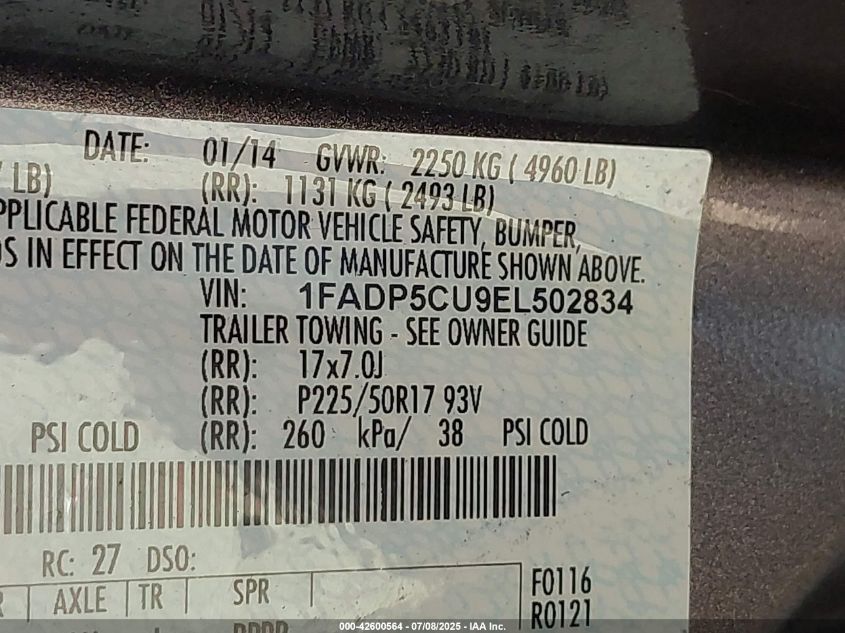 DATE: 01/14 GVWR: 2250 KG ( 4960 LB)
LB) (RR): 1131 KG ( 2493 LB)
PPLICABLE FEDERAL MOTOR VEHICLE SAFETY, BUMPER,
S IN EFFECT ON THE DATE OF MANUFACTURE SHOWN ABOVE.
VIN: 1FADP5CU9EL502834
TRAILER TOWING - SEE OWNER GUIDE
(RR): 17x7.0J
(RR): P225/50R17 93V
PSI COLD (RR): 260 kPa/ 38 PSI COLD
RC: 27 DSO:
AXLE TR SPR
F0116
R0121
000-42600564 - 07/08/2025 - IAA Inc.